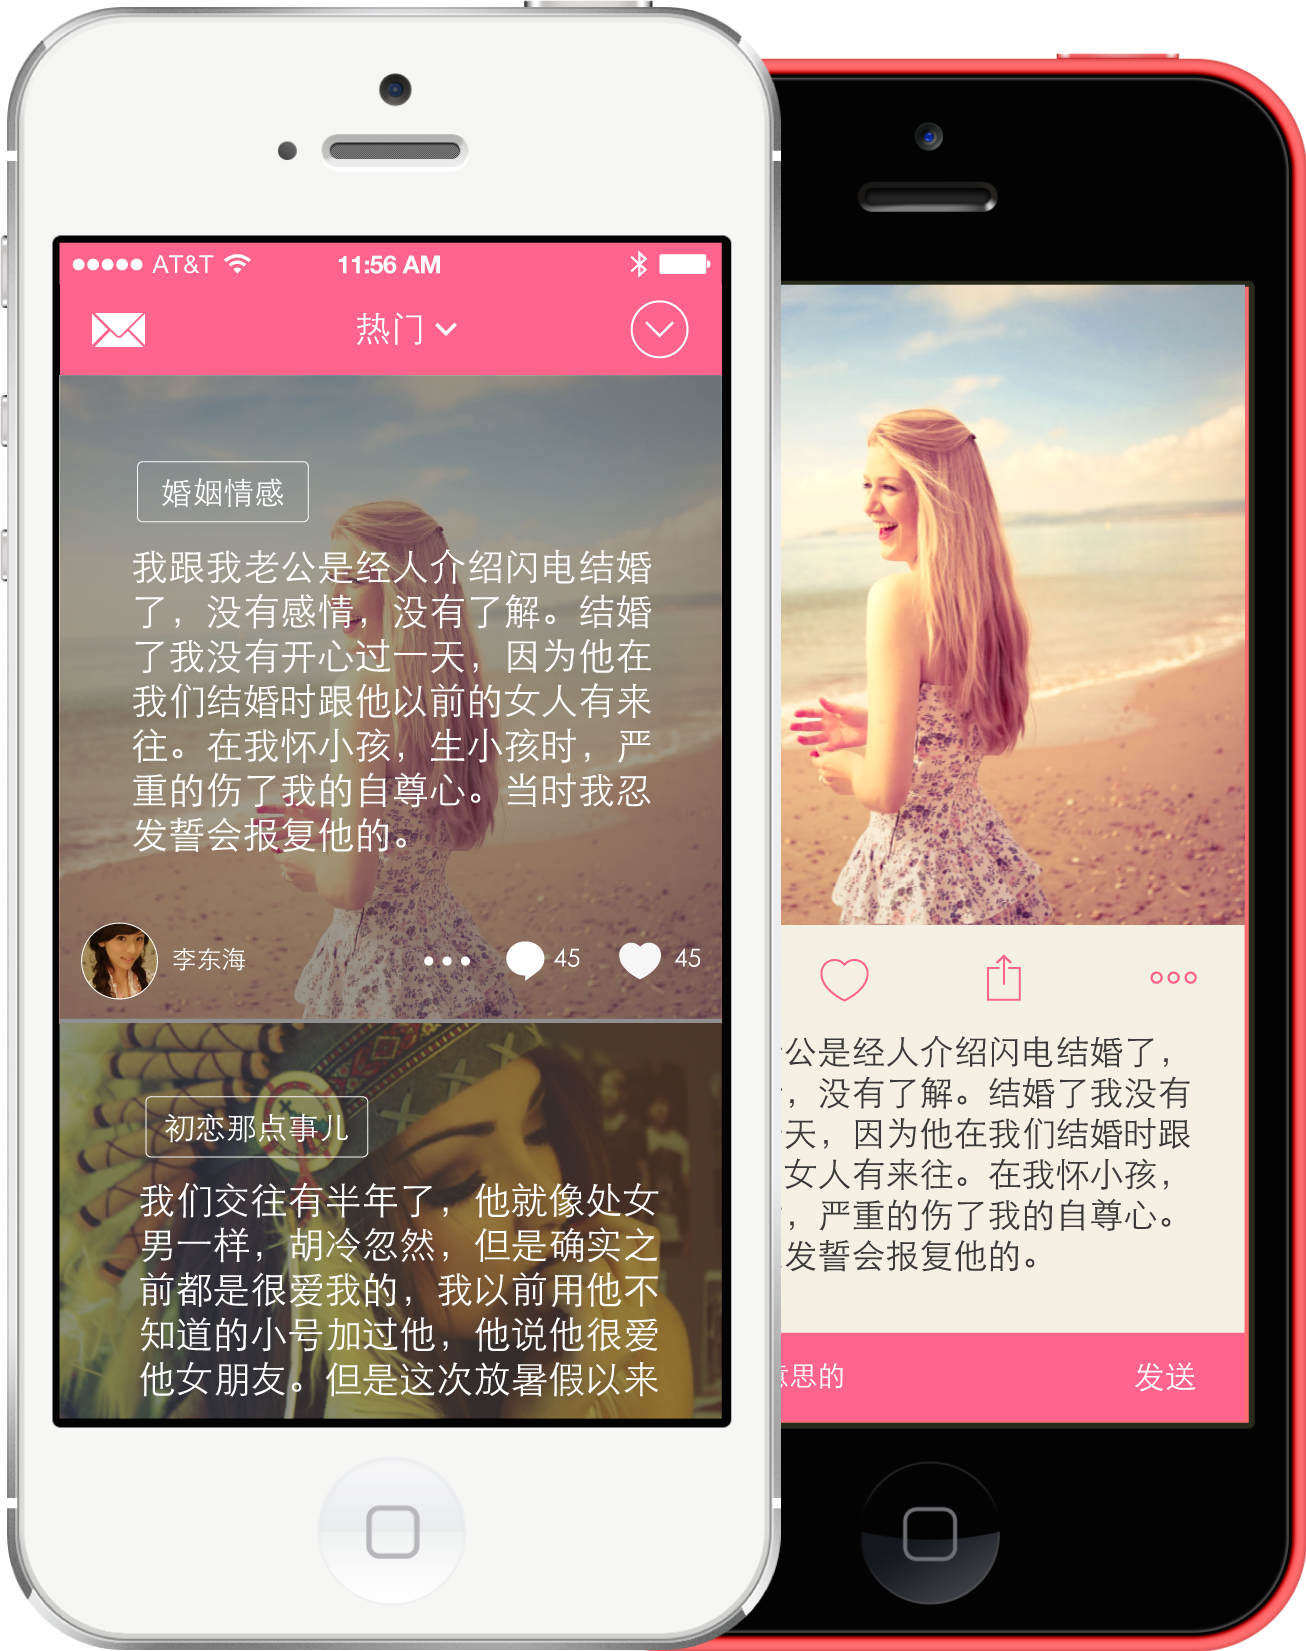 AT&T 11:56 AM
热门
婚姻情感
我跟我老公是经人介绍闪电结婚
了，没有感情，没有了解。结婚
了我没有开心过一天，因为他在
我们结婚时跟他以前的女人有来
往。在我怀小孩，生小孩时，严
重的伤了我的自尊心。当时我忍
发誓会报复他的。
李东海 45 45
初恋那点事儿
我们交往有半年了，他就像处女
男一样，胡冷忽然，但是确实之
前都是很爱我的，我以前用他不
知道的小号加过他，他说他很爱
他女朋友。但是这次放暑假以来
公是经人介绍闪电结婚了，
，没有了解。结婚了我没有
天，因为他在我们结婚时跟
女人有来往。在我怀小孩，
，严重的伤了我的自尊心。
发誓会报复他的。
思的 发送